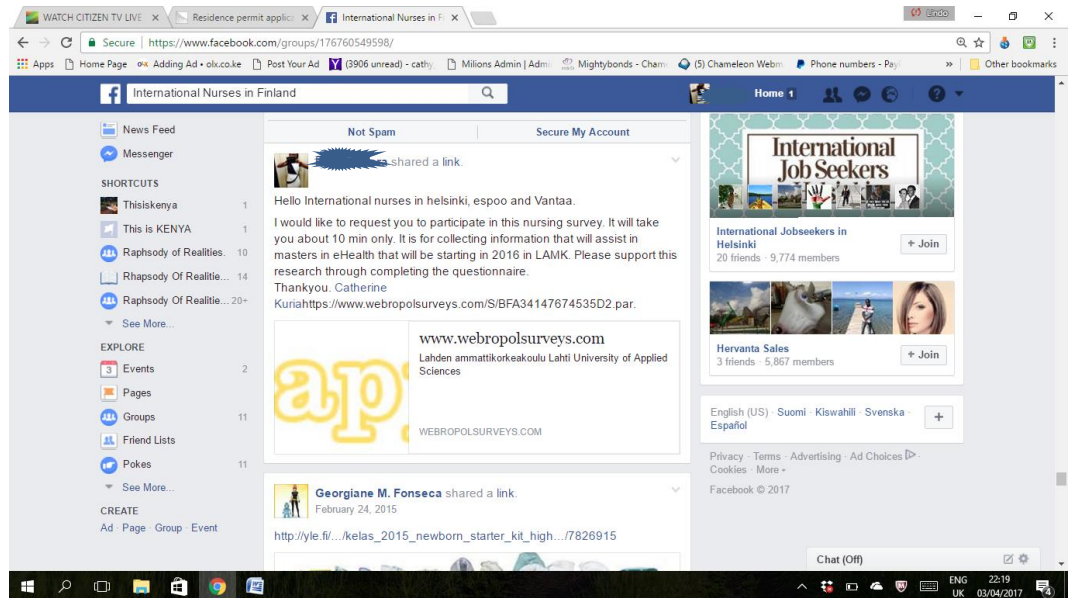 WATCH CITIZEN TV LIVE
Residence permit applica
International Nurses in Fi
Secure | https://www.facebook.com/groups/176760549598/
Apps Home Page Adding Ad • olx.co.ke Post Your Ad (3906 unread) - cathy Milions Admin | Admi Mightybonds - Cham (5) Chameleon Webm Phone numbers - Pay » Other bookmarks
International Nurses in Finland
Home 1
News Feed
Messenger
SHORTCUTS
Thisiskenya 1
This is KENYA 1
Raphsody of Realities. 10
Rhapsody Of Realitie... 14
Raphsody Of Realitie... 20+
See More...
EXPLORE
Events 2
Pages
Groups 11
Friend Lists
Pokes 11
See More...
CREATE
Ad · Page · Group · Event
Not Spam
Secure My Account
shared a link.
Hello International nurses in helsinki, espoo and Vantaa.
I would like to request you to participate in this nursing survey. It will take
you about 10 min only. It is for collecting information that will assist in
masters in eHealth that will be starting in 2016 in LAMK. Please support this
research through completing the questionnaire.
Thankyou. Catherine
Kuriahttps://www.webropolsurveys.com/S/BFA34147674535D2.par.
ap
www.webropolsurveys.com
Lahden ammattikorkeakoulu Lahti University of Applied
Sciences
WEBROPOLSURVEYS.COM
Georgiane M. Fonseca shared a link.
February 24, 2015
http://yle.fi/.../kelas_2015_newborn_starter_kit_high.../7826915
International
Job Seekers
International Jobseekers in
Helsinki
20 friends · 9,774 members
+ Join
Hervanta Sales
3 friends · 5,867 members
+ Join
English (US) · Suomi · Kiswahili · Svenska ·
Español
+
Privacy · Terms · Advertising · Ad Choices ·
Cookies · More
Facebook © 2017
Chat (Off)
ENG
UK
22:19
03/04/2017